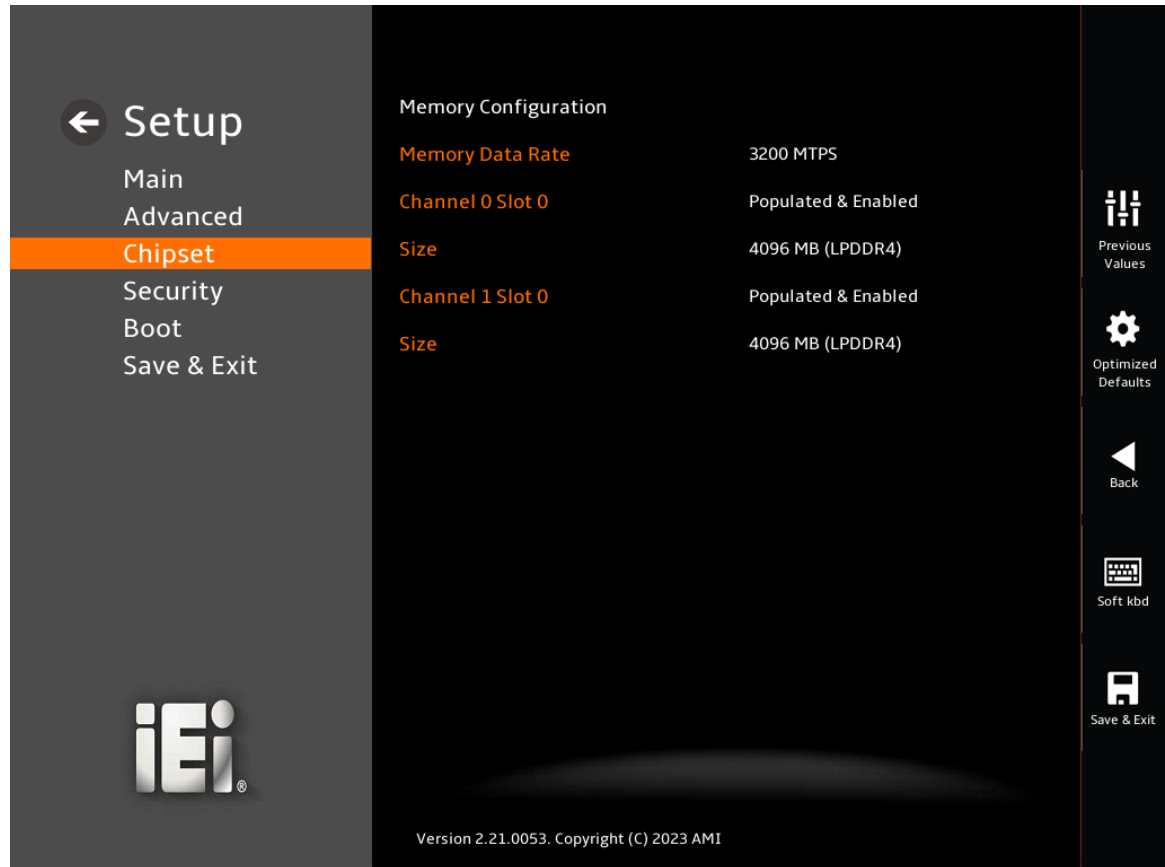 Setup
Main
Advanced
Chipset
Security
Boot
Save & Exit
iEi®
Memory Configuration
Memory Data Rate 3200 MTPS
Channel 0 Slot 0 Populated & Enabled
Size 4096 MB (LPDDR4)
Channel 1 Slot 0 Populated & Enabled
Size 4096 MB (LPDDR4)
Version 2.21.0053. Copyright (C) 2023 AMI
Previous
Values
Optimized
Defaults
Back
Soft kbd
Save & Exit